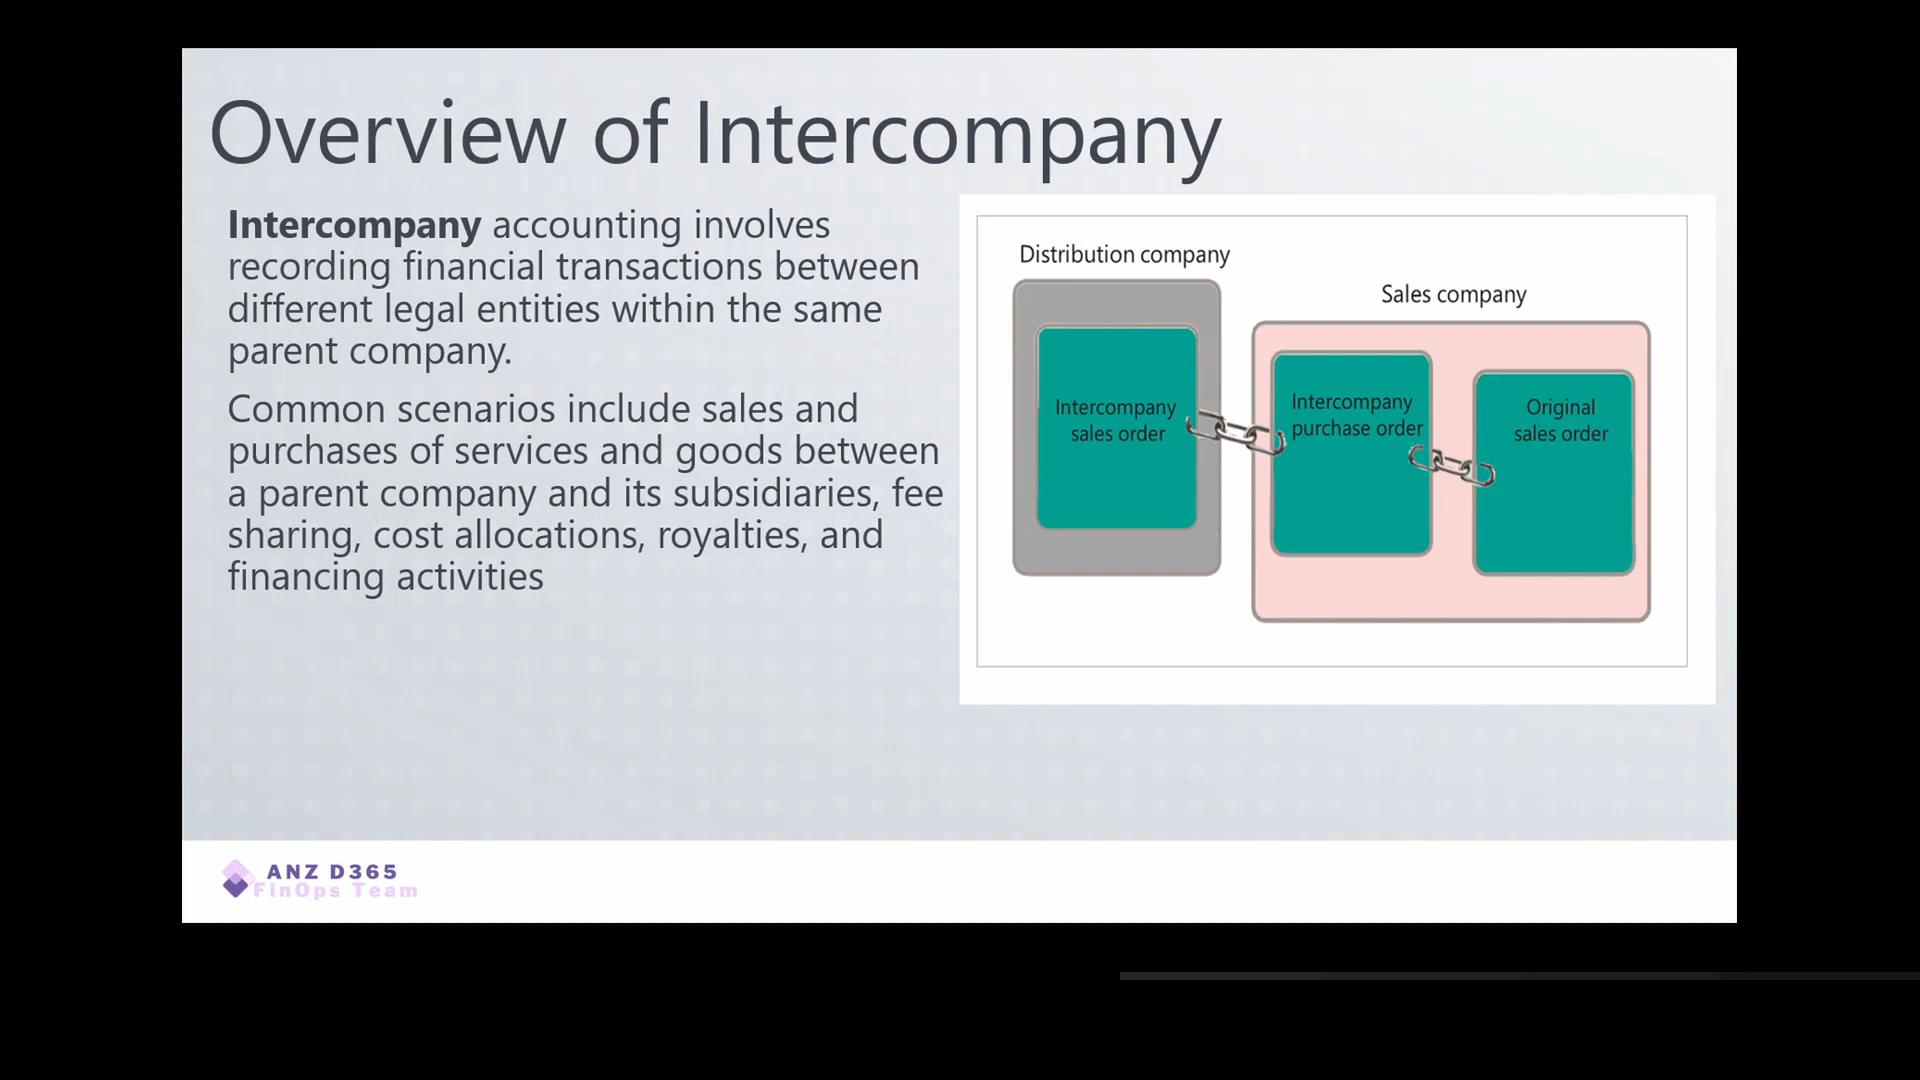 Overview of Intercompany
Intercompany accounting involves
recording financial transactions between
different legal entities within the same
parent company.
Common scenarios include sales and
purchases of services and goods between
a parent company and its subsidiaries, fee
sharing, cost allocations, royalties, and
financing activities
Distribution company
Sales company
Intercompany
sales order
Intercompany
purchase order
Original
sales order
ANZ D365
FinOps Team